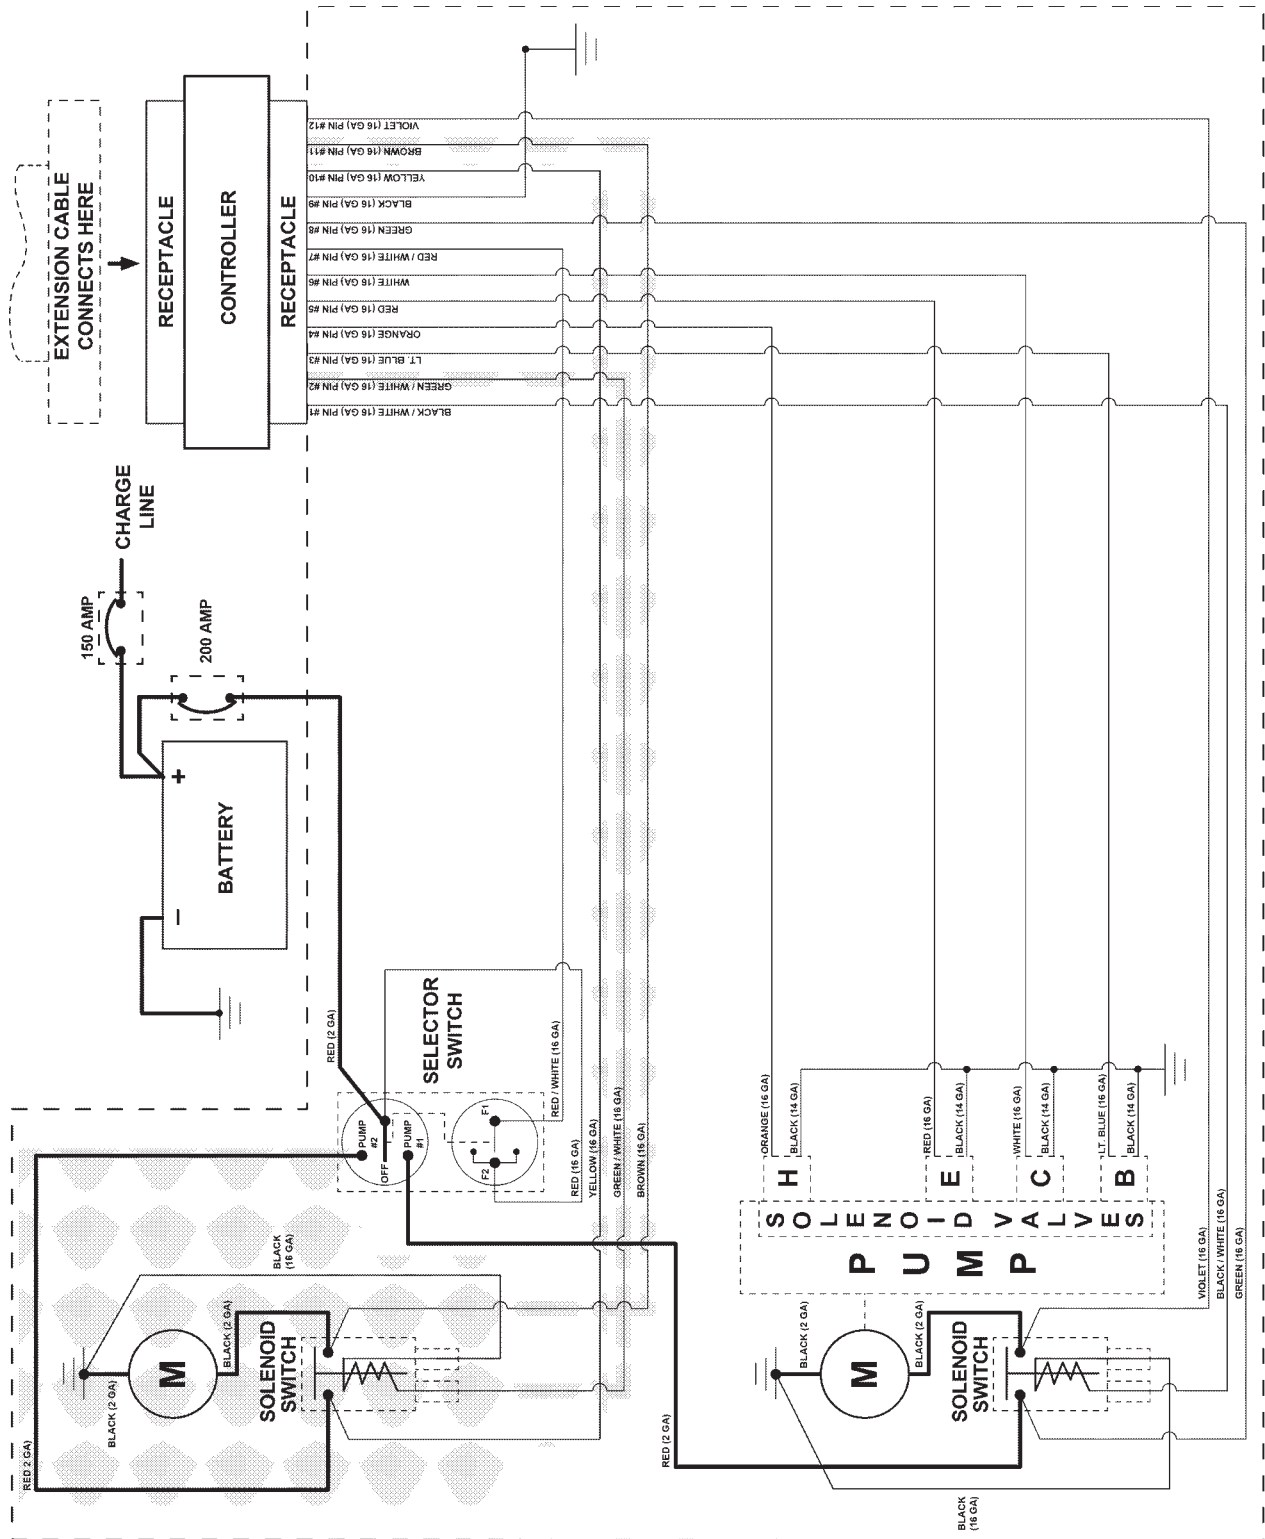 EXTENSION CABLE
CONNECTS HERE
RECEPTACLE
CONTROLLER
RECEPTACLE
VIOLET (16 GA) PIN #12
BROWN (16 GA) PIN #11
YELLOW (16 GA) PIN #10
BLACK (16 GA) PIN #9
GREEN (16 GA) PIN #8
RED / WHITE (16 GA) PIN #7
WHITE (16 GA) PIN #6
RED (16 GA) PIN #5
ORANGE (16 GA) PIN #4
LT. BLUE (16 GA) PIN #3
GREEN / WHITE (16 GA) PIN #2
BLACK / WHITE (16 GA) PIN #1
CHARGE
LINE
150 AMP
200 AMP
+
BATTERY
–
RED (2 GA)
SELECTOR
SWITCH
PUMP
#2
OFF
PUMP
#1
F1
F2
RED / WHITE (16 GA)
RED (16 GA)
YELLOW (16 GA)
GREEN / WHITE (16 GA)
BROWN (16 GA)
BLACK
(16 GA)
RED 2 GA)
BLACK (2 GA)
M
BLACK (2 GA)
SOLENOID
SWITCH
RED (2 GA)
ORANGE (16 GA)
BLACK (14 GA)
RED (16 GA)
BLACK (14 GA)
WHITE (16 GA)
BLACK (14 GA)
LT. BLUE (16 GA)
BLACK (14 GA)
H
E
C
B
SOLENOID VALVES
PUMP
VIOLET (16 GA)
BLACK / WHITE (16 GA)
GREEN (16 GA)
BLACK (2 GA)
M
BLACK (2 GA)
SOLENOID
SWITCH
BLACK
(16 GA)